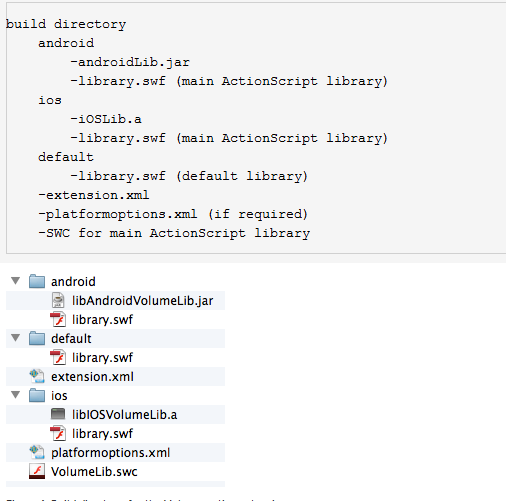 build directory
android
-androidLib.jar
-library.swf (main ActionScript library)
ios
-iOSLib.a
-library.swf (main ActionScript library)
default
-library.swf (default library)
-extension.xml
-platformoptions.xml (if required)
-SWC for main ActionScript library
android
libAndroidVolumeLib.jar
library.swf
default
library.swf
extension.xml
ios
libIOSVolumeLib.a
library.swf
platformoptions.xml
VolumeLib.swc